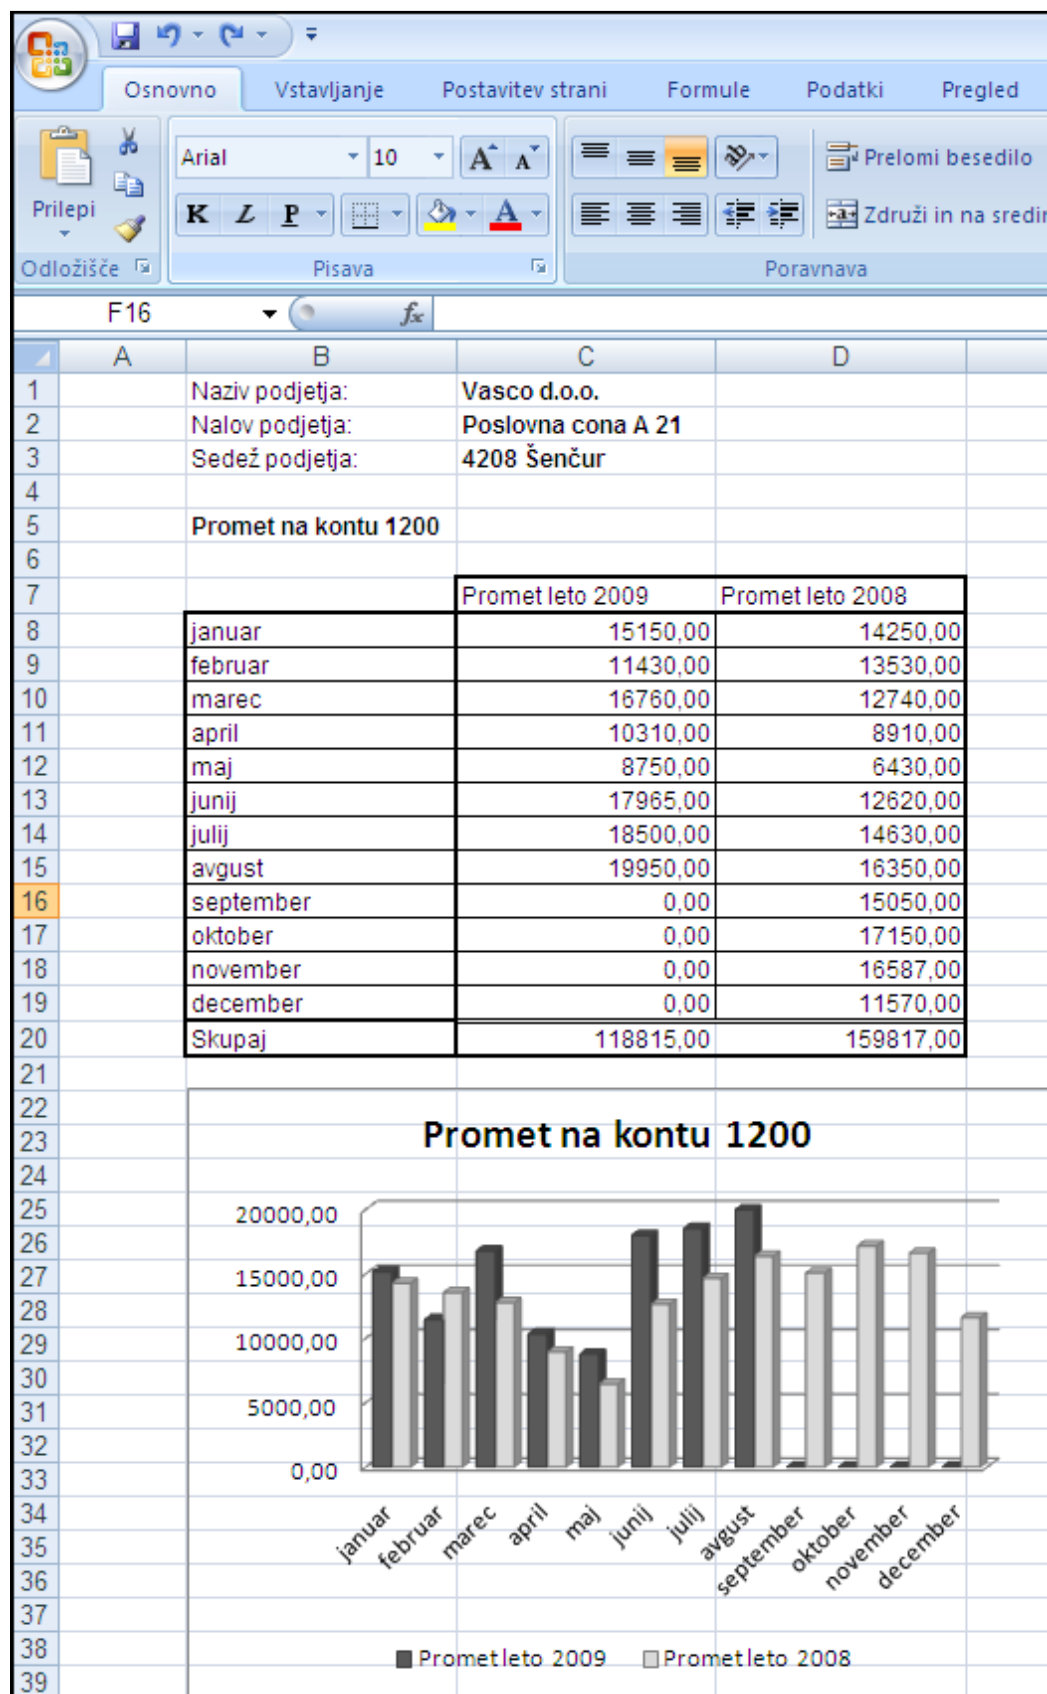 Osnovno Vstavljanje Postavitev strani Formule Podatki Pregled
Arial 10 A A Prelomi besedilo
Prilepi K L P A Združi in na sredin
Odložišče Pisava Poravnava
F16 fx
A B C D
1 Naziv podjetja: Vasco d.o.o.
2 Nalov podjetja: Poslovna cona A 21
3 Sedež podjetja: 4208 Šenčur
4
5 Promet na kontu 1200
6
7 Promet leto 2009 Promet leto 2008
8 januar 15150,00 14250,00
9 februar 11430,00 13530,00
10 marec 16760,00 12740,00
11 april 10310,00 8910,00
12 maj 8750,00 6430,00
13 junij 17965,00 12620,00
14 julij 18500,00 14630,00
15 avgust 19950,00 16350,00
16 september 0,00 15050,00
17 oktober 0,00 17150,00
18 november 0,00 16587,00
19 december 0,00 11570,00
20 Skupaj 118815,00 159817,00
21
22
23 Promet na kontu 1200
24
25 20000,00
26
27 15000,00
28
29 10000,00
30
31 5000,00
32
33 0,00
34
35 januar februar marec april maj junij julij avgust september oktober november december
36
37
38 Promet leto 2009 Promet leto 2008
39